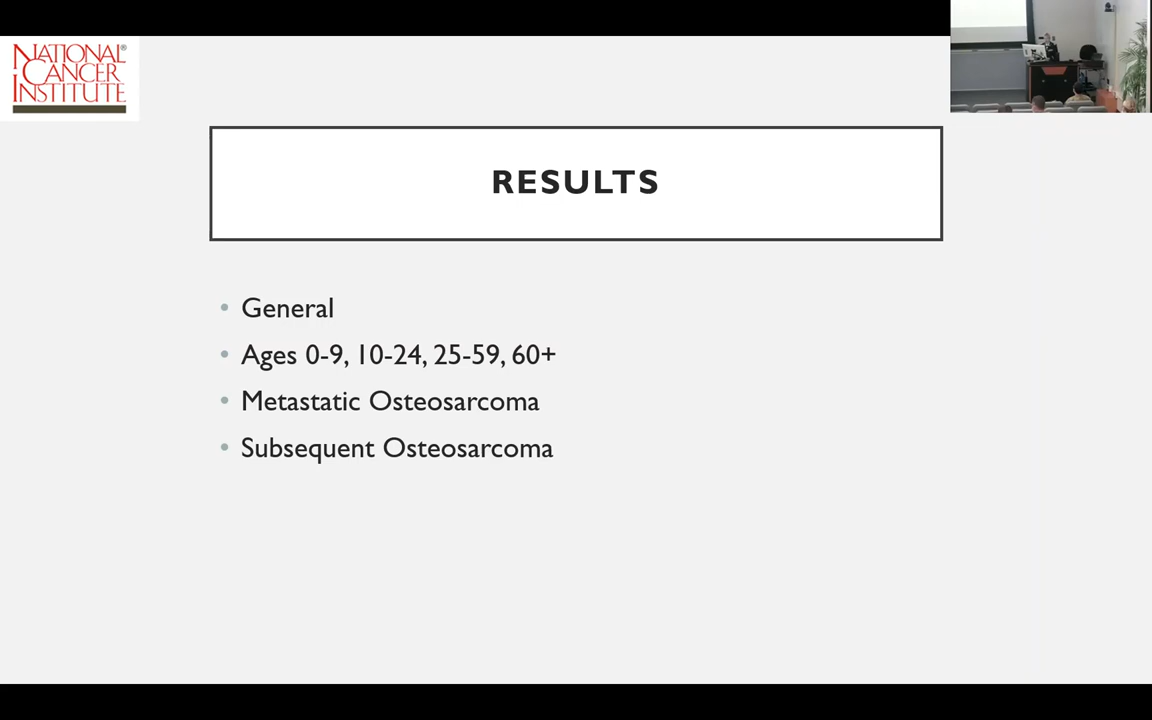 NATIONAL®
CANCER
INSTITUTE
RESULTS
• General
• Ages 0-9, 10-24, 25-59, 60+
• Metastatic Osteosarcoma
• Subsequent Osteosarcoma